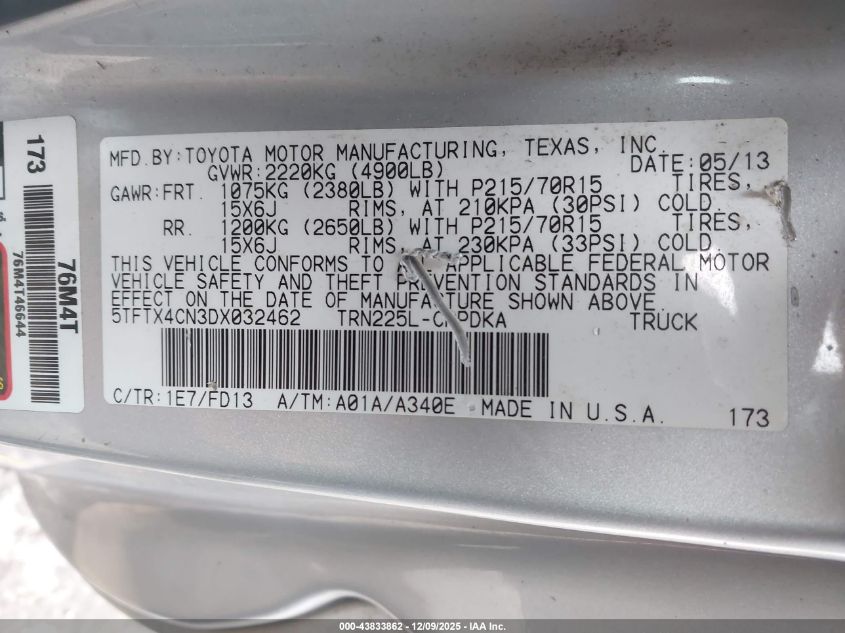 173
76M4T
76M4T46644
MFD.BY:TOYOTA MOTOR MANUFACTURING, TEXAS, INC.
GVWR:2220KG (4900LB) DATE:05/13
GAWR:FRT. 1075KG (2380LB) WITH P215/70R15 TIRES,
15X6J RIMS, AT 210KPA (30PSI) COLD.
RR. 1200KG (2650LB) WITH P215/70R15 TIRES,
15X6J RIMS, AT 230KPA (33PSI) COLD.
THIS VEHICLE CONFORMS TO APPLICABLE FEDERAL MOTOR
VEHICLE SAFETY AND THEFT PREVENTION STANDARDS IN
EFFECT ON THE DATE OF MANUFACTURE SHOWN ABOVE.
5TFTX4CN3DX032462 TRUCK
C/TR:1E7/FD13 A/TM:A01A/A340E MADE IN U.S.A.
173
000-43833862 - 12/09/2025 - IAA Inc.